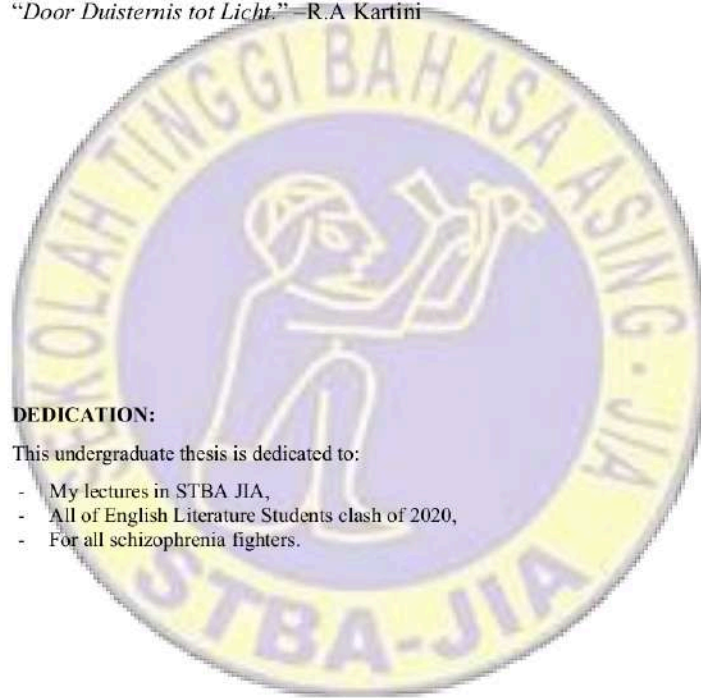 “Door Duisternis tot Licht.” –R.A Kartini
SEKOLAH TINGGI BAHASA ASING - JIA
DEDICATION:
This undergraduate thesis is dedicated to:
- My lectures in STBA JIA,
- All of English Literature Students clash of 2020,
- For all schizophrenia fighters.
STBA-JIA